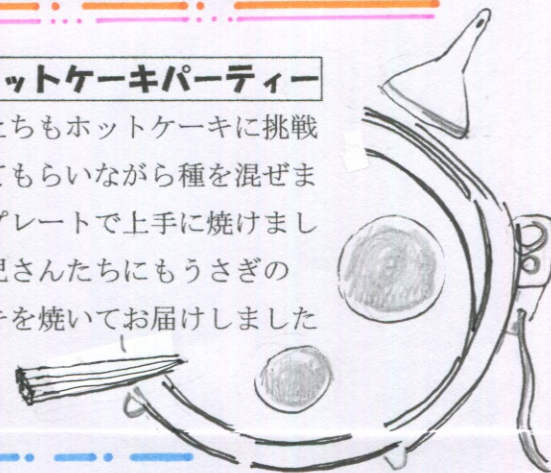 ットケーキパーティー
たちもホットケーキに挑戦
てもらいながら種を混ぜま
プレートで上手に焼けまし
児さんたちにもうさぎの
キを焼いてお届けしました